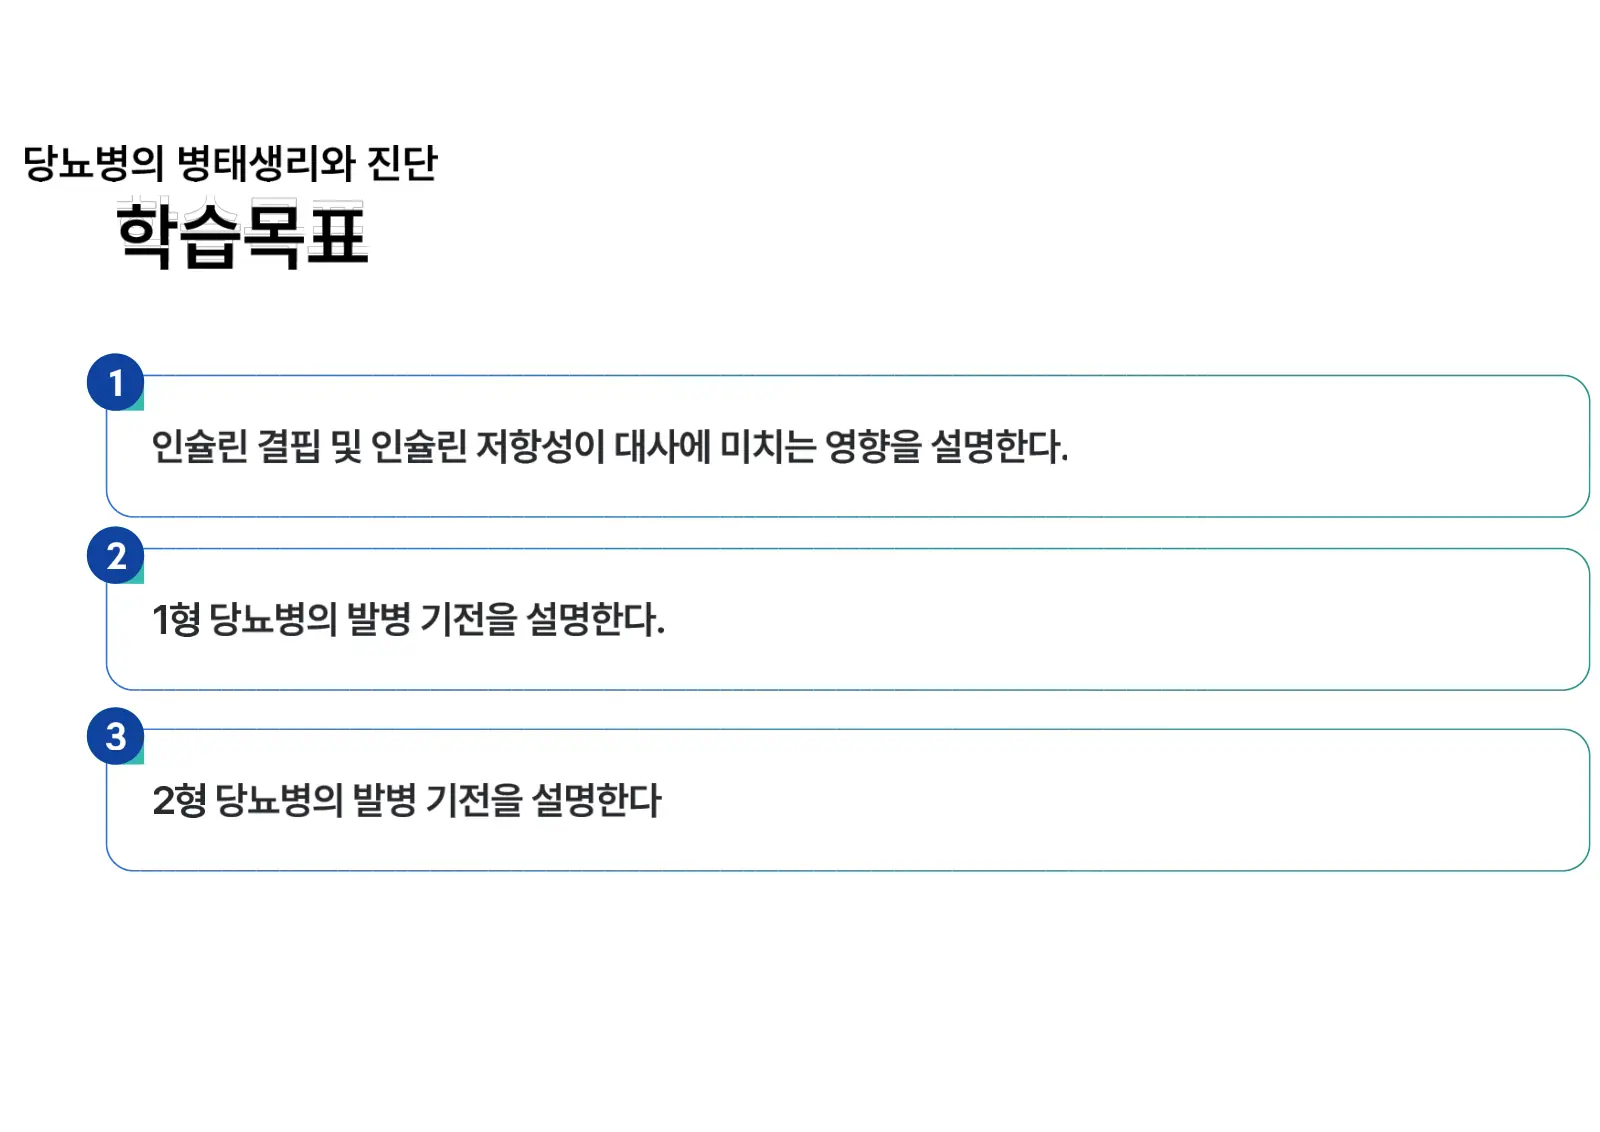 당뇨병의 병태생리와 진단
학습목표
1
인슐린 결핍 및 인슐린 저항성이 대사에 미치는 영향을 설명한다.
2
1형 당뇨병의 발병 기전을 설명한다.
3
2형 당뇨병의 발병 기전을 설명한다